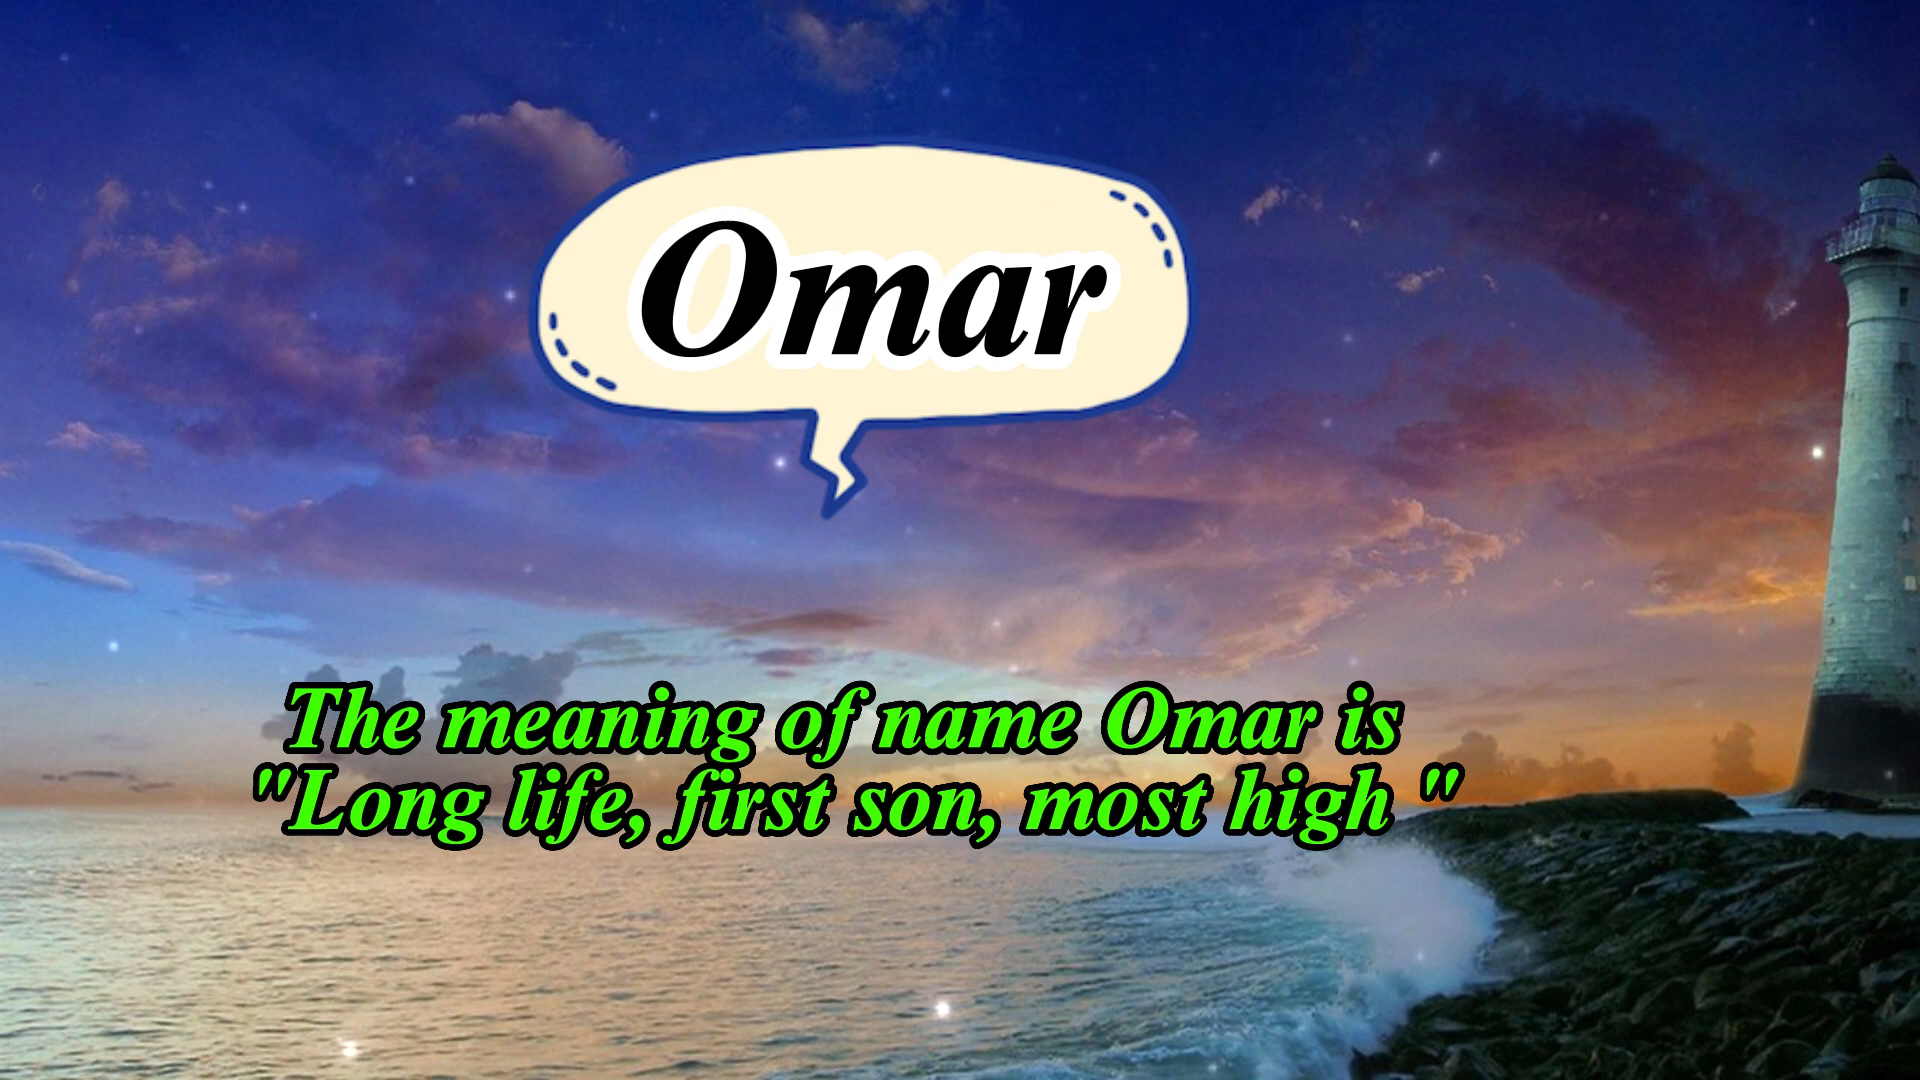 Omar
The meaning of name Omar is
"Long life, first son, most high "